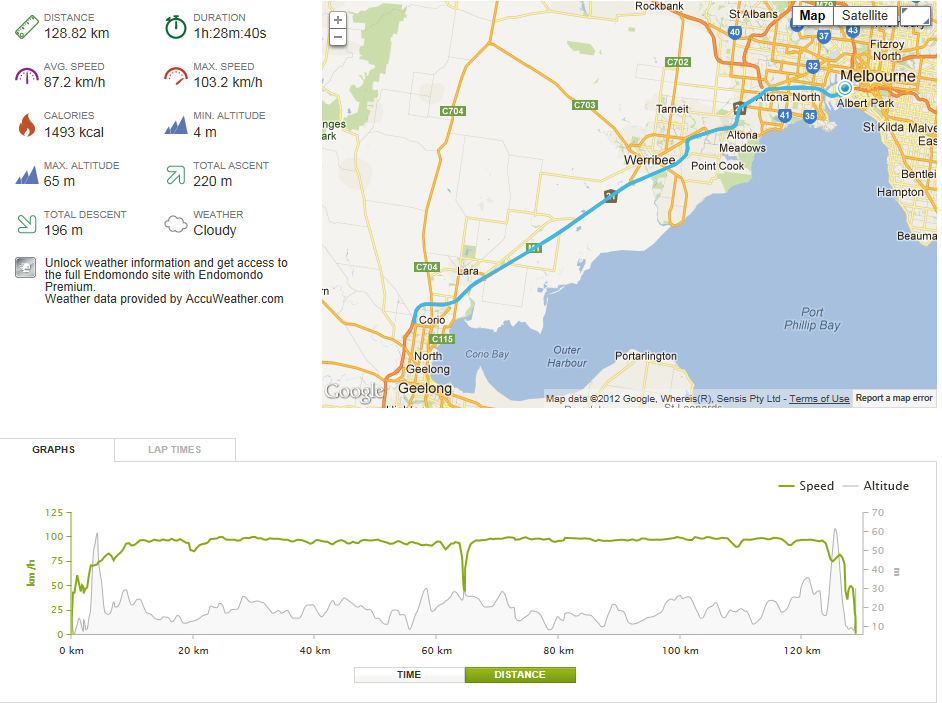 DISTANCE
128.82 km
DURATION
1h:28m:40s
AVG. SPEED
87.2 km/h
MAX. SPEED
103.2 km/h
CALORIES
1493 kcal
MIN. ALTITUDE
4 m
MAX. ALTITUDE
65 m
TOTAL ASCENT
220 m
TOTAL DESCENT
196 m
WEATHER
Cloudy
Unlock weather information and get access to
the full Endomondo site with Endomondo
Premium.
Weather data provided by AccuWeather.com
+
−
Map
Satellite
Rockbank
St Albans
40
37
43
Fitzroy
North
C702
32
Melbourne
Altona North
Albert Park
C704
C703
Tarneit
41
35
St Kilda
Altona
Meadows
Werribee
Point Cook
Hampton
M1
C704
Lara
Corio
C115
North
Geelong
Geelong
Corio Bay
Outer
Harbour
Portarlington
Port
Phillip Bay
Google
Map data ©2012 Google, Whereis(R), Sensis Pty Ltd - Terms of Use
Report a map error
GRAPHS
LAP TIMES
Speed
Altitude
125
100
75
50
25
0
km /h
70
60
50
40
30
20
10
m
0 km
20 km
40 km
60 km
80 km
100 km
120 km
TIME
DISTANCE